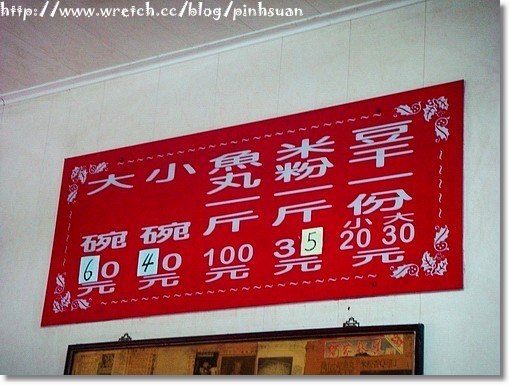 http://www.wretch.cc/blog/pinhsuan
豆干一份
小20元 大30元
米粉一斤
35元
魚丸一斤
100元
小碗
40元
大碗
60元